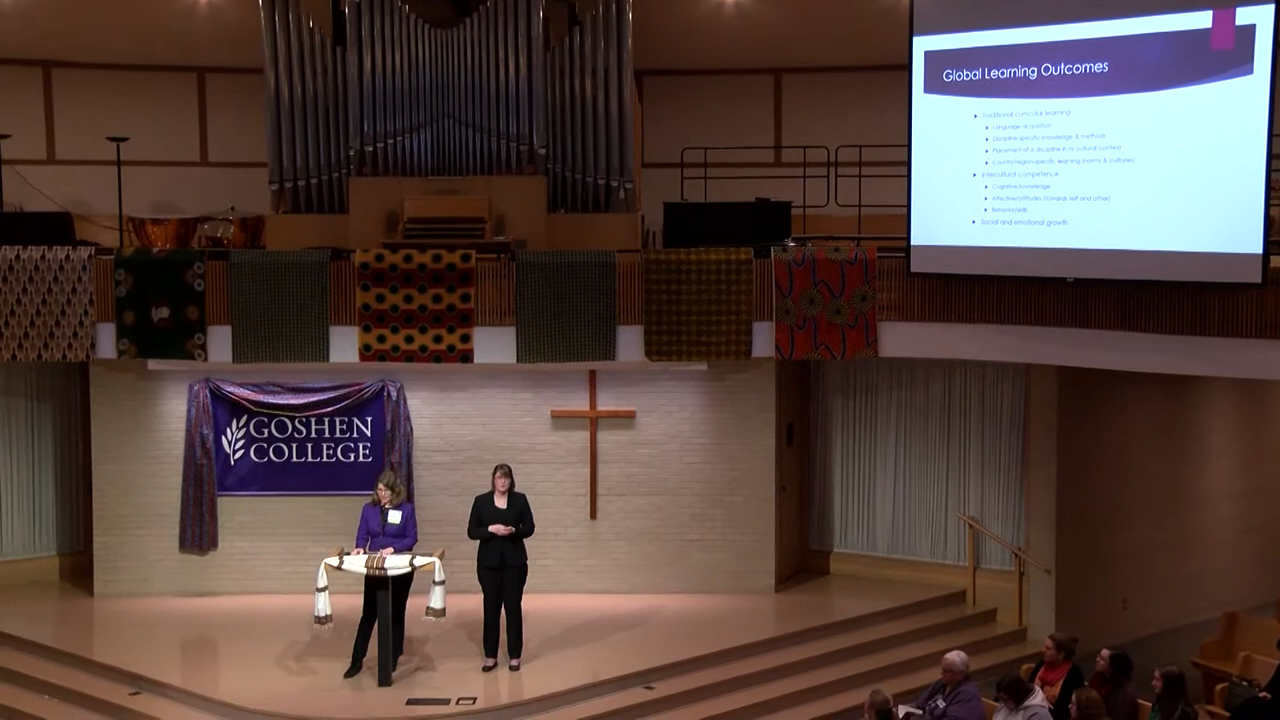 Global Learning Outcomes
Traditional curricular learning
Language acquisition
Discipline-specific knowledge & methods
Placement of a discipline in its cultural context
Country/region-specific learning (norms & cultures)
Intercultural competence
Cognitive/knowledge
Affective/attitudes (towards self and other)
Behavior/skills
Social and emotional growth
GOSHEN
COLLEGE